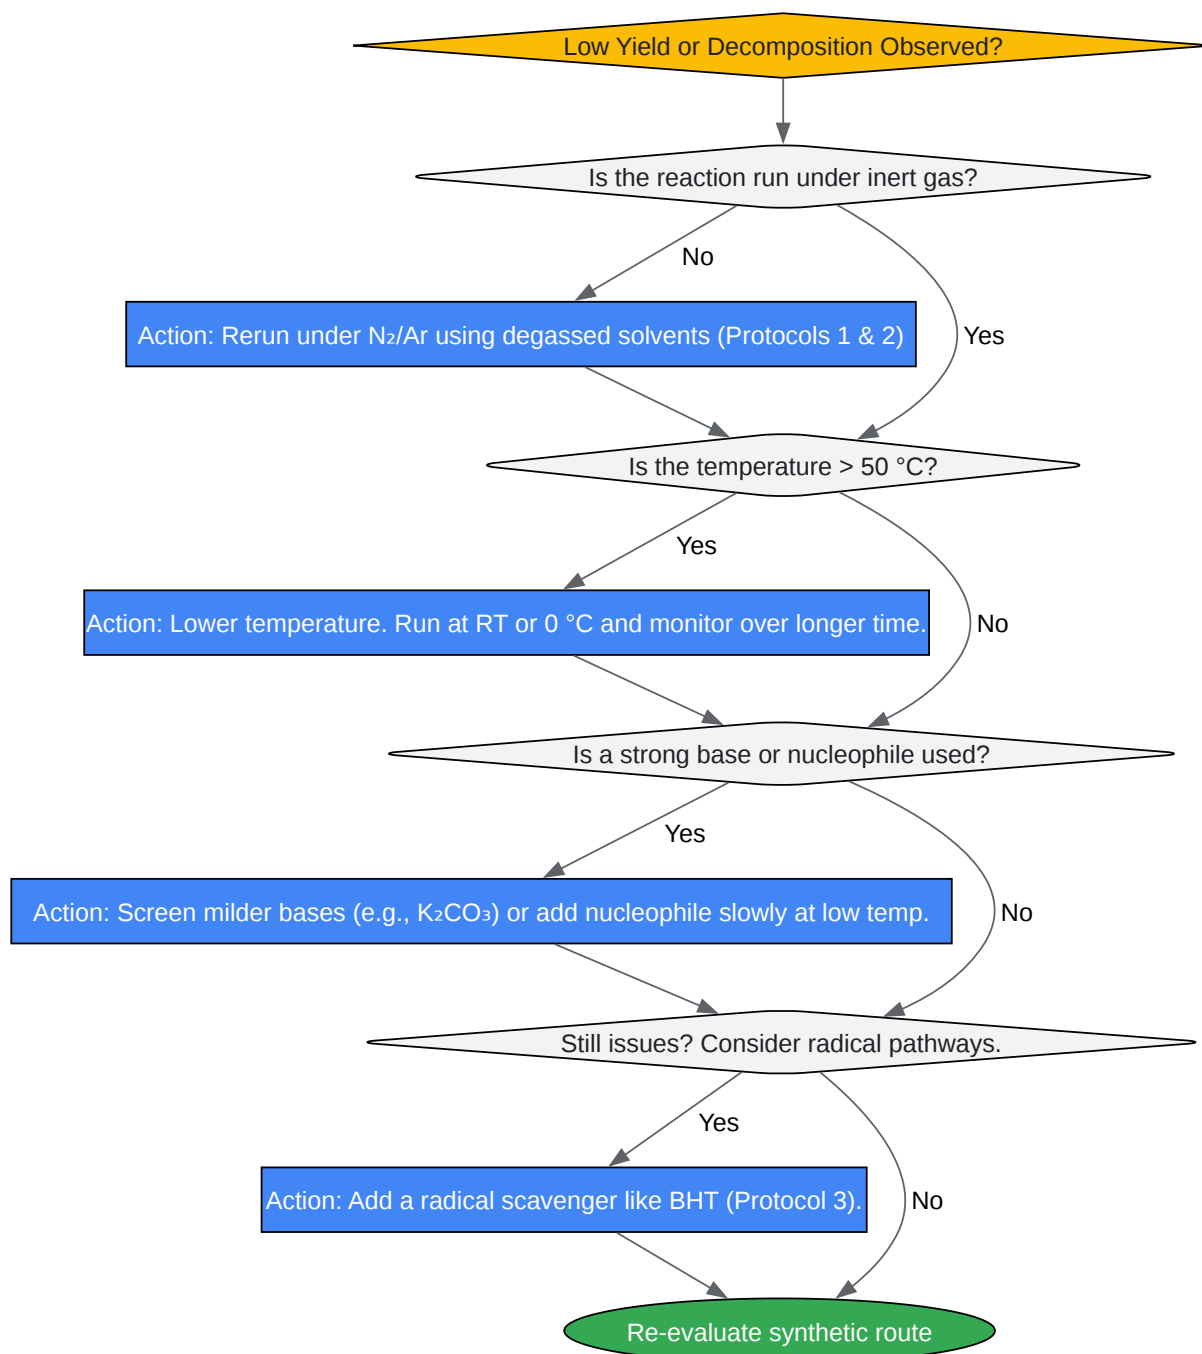 Low Yield or Decomposition Observed?
Is the reaction run under inert gas?
No
Action: Rerun under N₂/Ar using degassed solvents (Protocols 1 & 2)
Yes
Is the temperature > 50 °C?
Yes
Action: Lower temperature. Run at RT or 0 °C and monitor over longer time.
No
Is a strong base or nucleophile used?
Yes
Action: Screen milder bases (e.g., K₂CO₃) or add nucleophile slowly at low temp.
No
Still issues? Consider radical pathways.
Yes
Action: Add a radical scavenger like BHT (Protocol 3).
No
Re-evaluate synthetic route